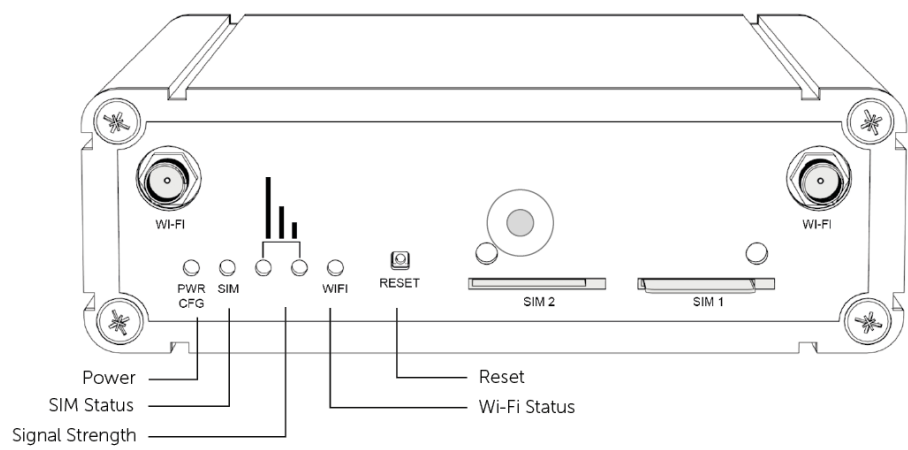 WI-FI
WI-FI
PWR
CFG
SIM
WIFI
RESET
SIM 2
SIM 1
Power
SIM Status
Signal Strength
Reset
Wi-Fi Status